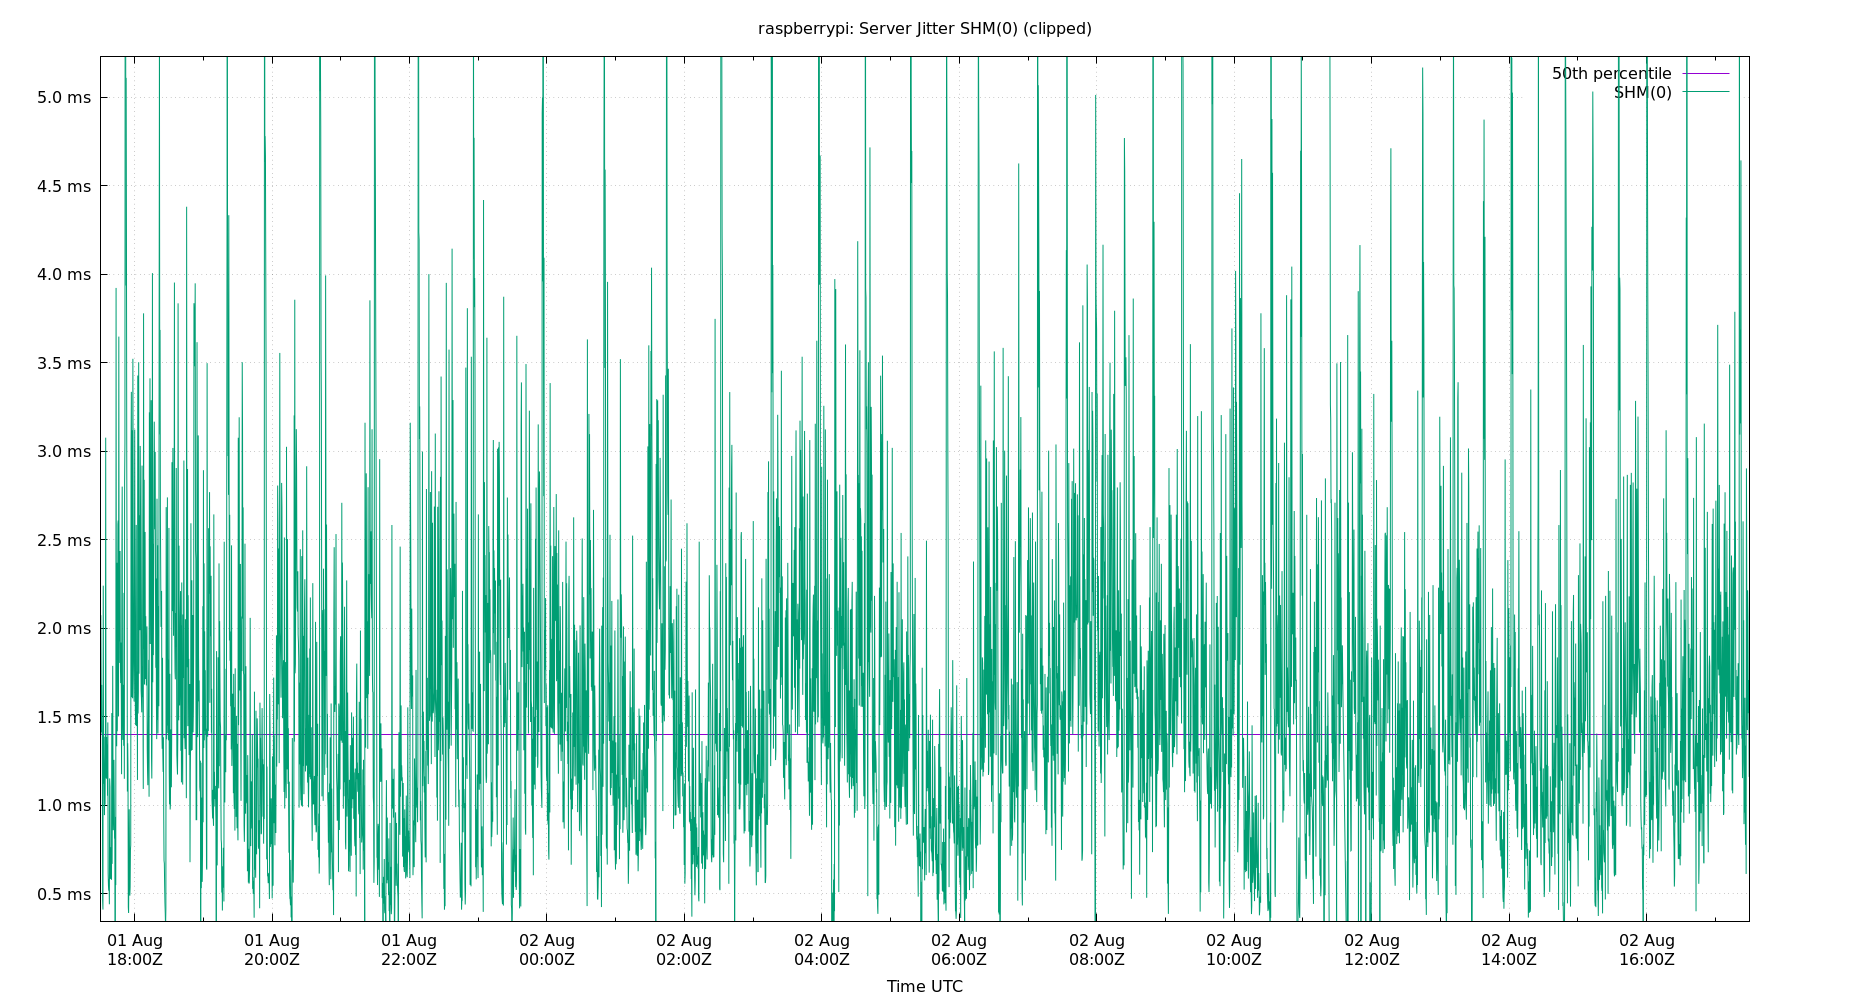 raspberrypi: Server Jitter SHM(0) (clipped)
50th percentile
SHM(0)
5.0 ms
4.5 ms
4.0 ms
3.5 ms
3.0 ms
2.5 ms
2.0 ms
1.5 ms
1.0 ms
0.5 ms
01 Aug 01 Aug 01 Aug 02 Aug 02 Aug 02 Aug 02 Aug 02 Aug 02 Aug 02 Aug 02 Aug 02 Aug
18:00Z 20:00Z 22:00Z 00:00Z 02:00Z 04:00Z 06:00Z 08:00Z 10:00Z 12:00Z 14:00Z 16:00Z
Time UTC